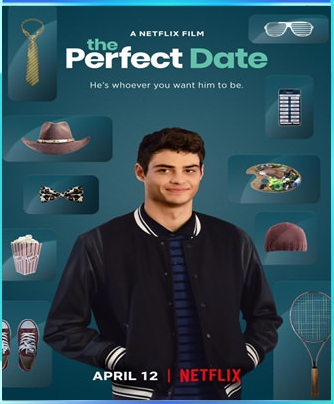 A NETFLIX FILM
the
Perfect Date
He's whoever you want him to be.
APRIL 12 | NETFLIX